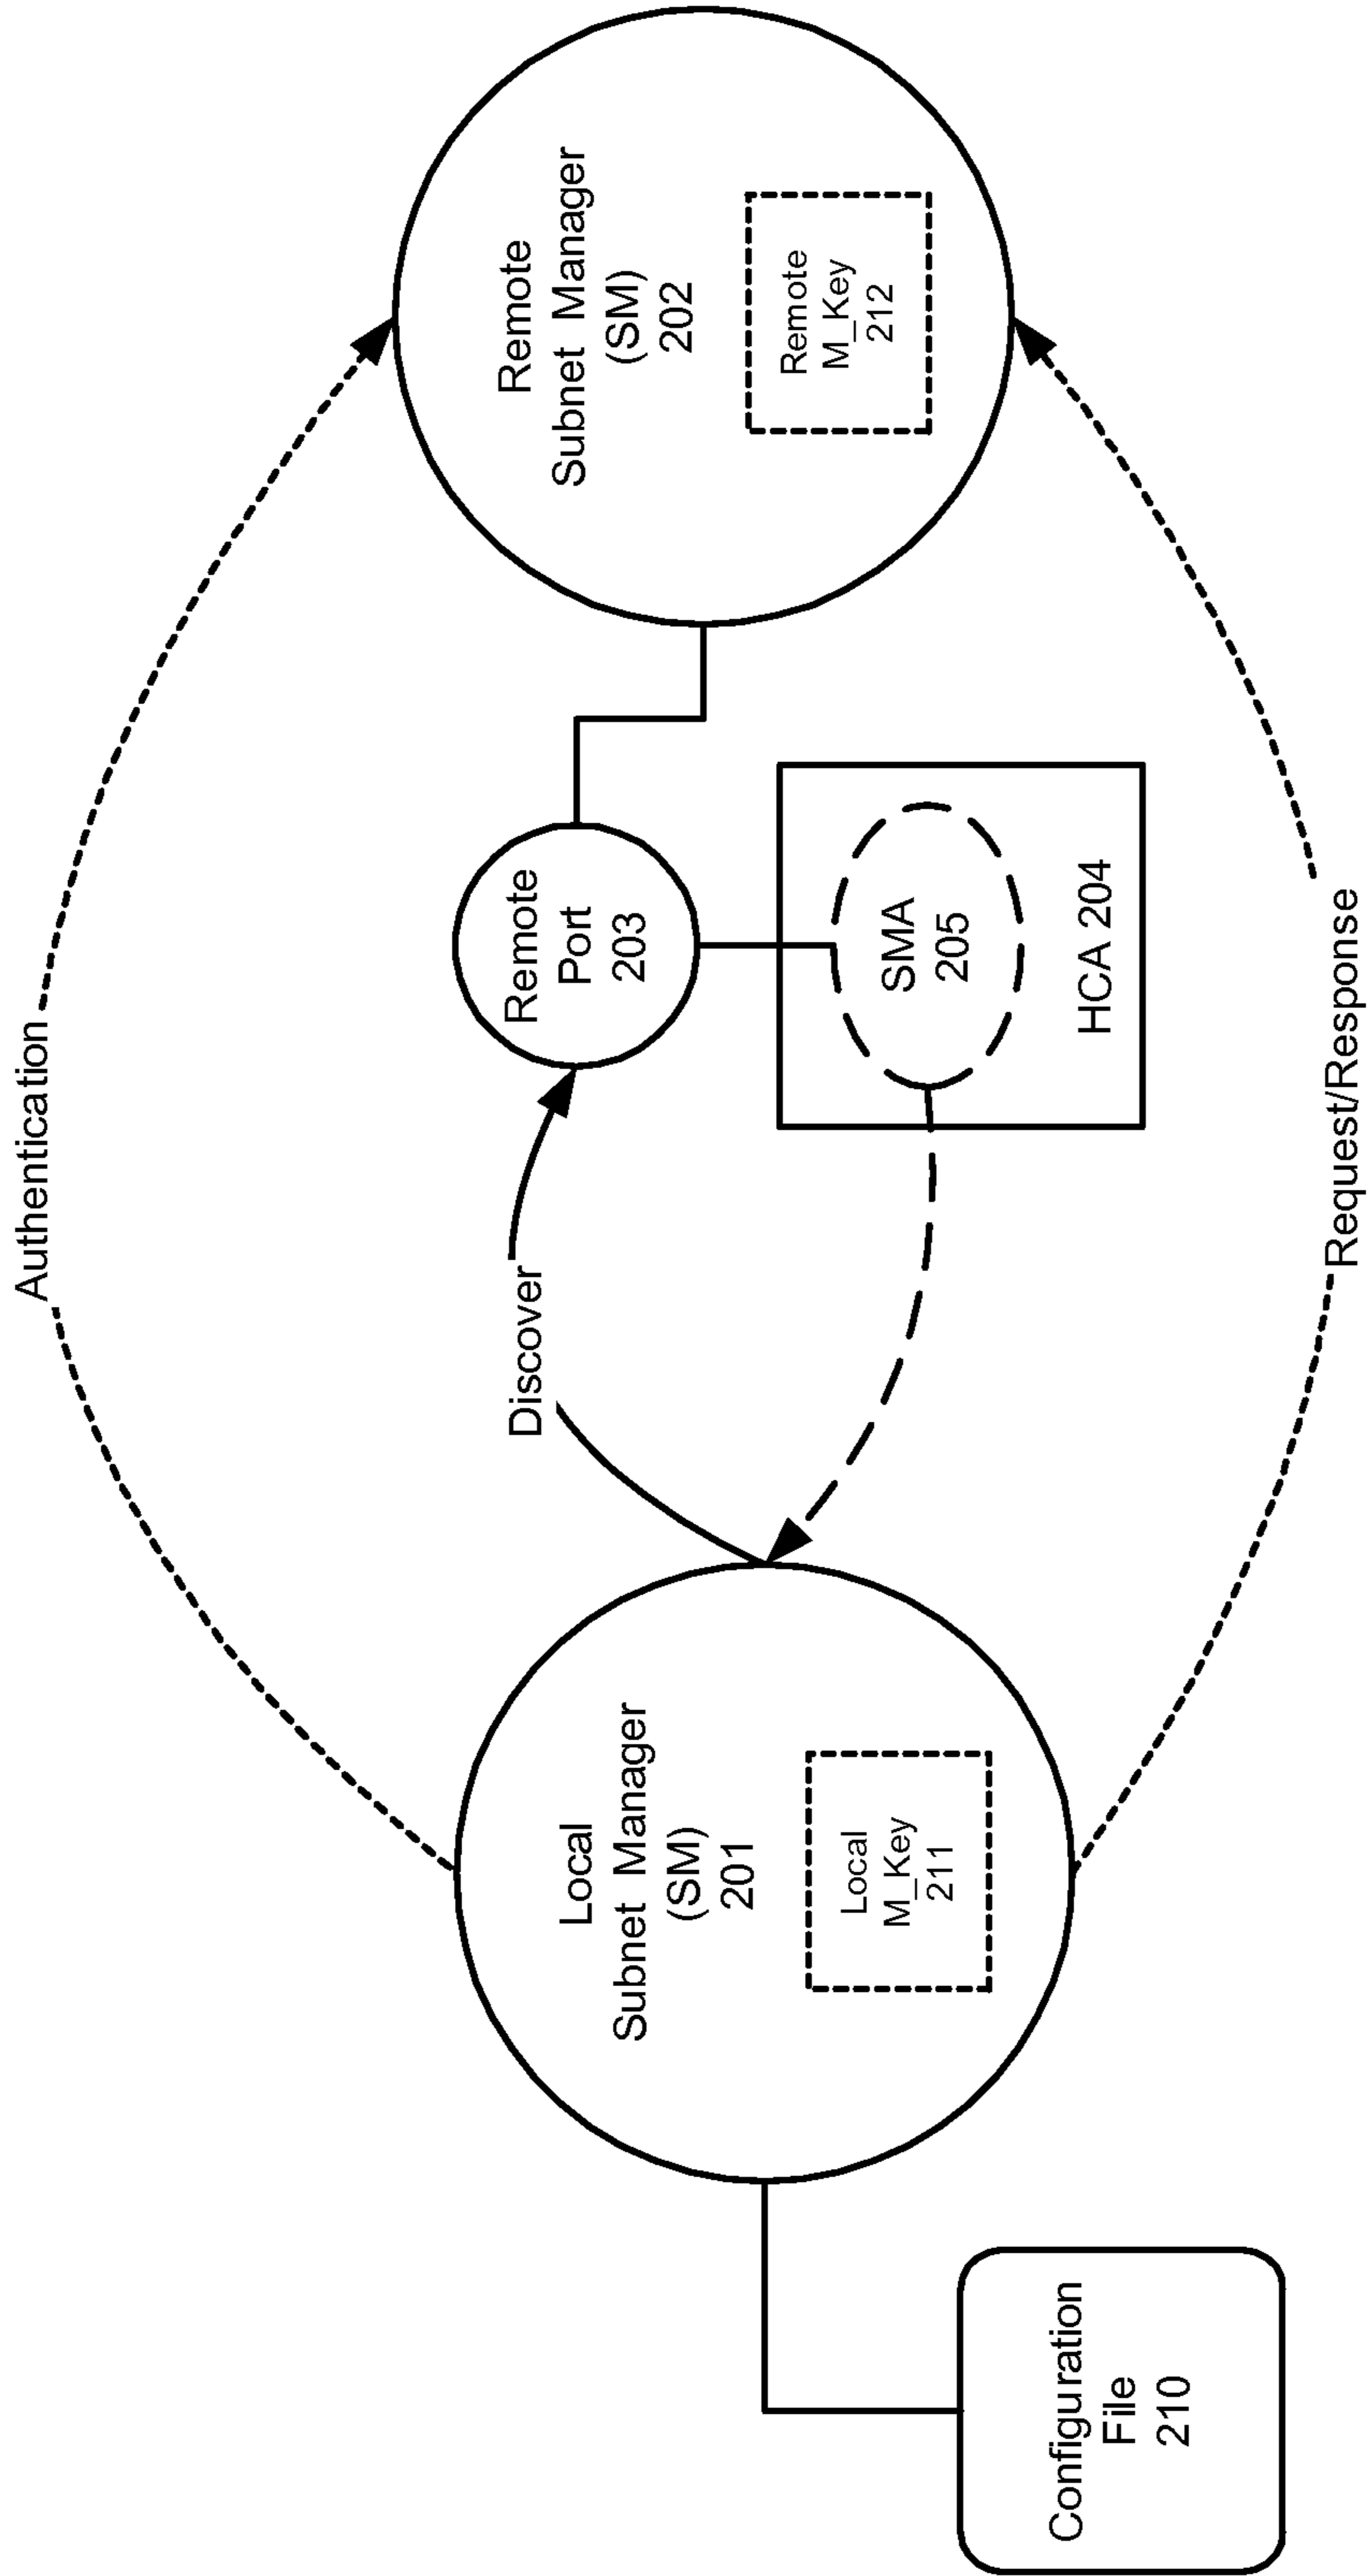 Authentication
Discover
Remote
Port
203
Remote
Subnet Manager
(SM)
202
Remote
M_Key
212
Local
Subnet Manager
(SM)
201
Local
M_Key
211
SMA
205
HCA 204
Configuration
File
210
Request/Response